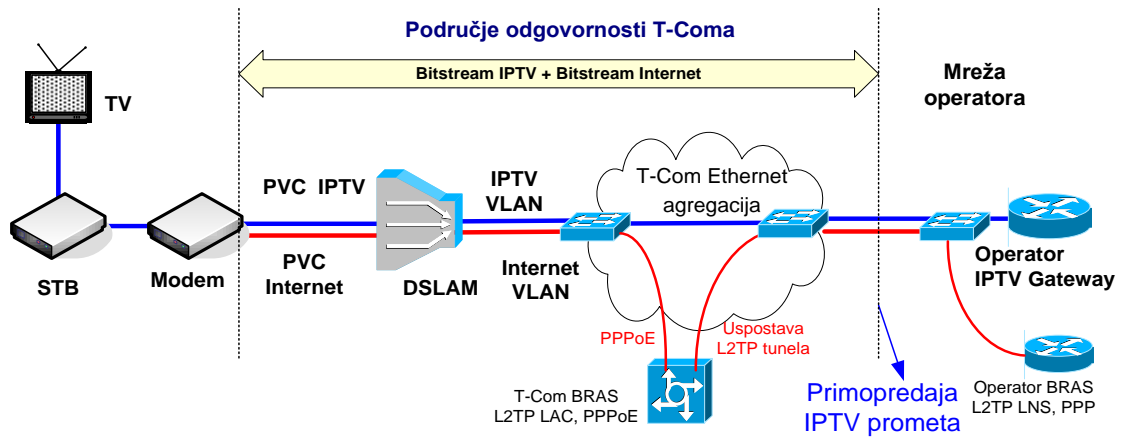 Područje odgovornosti T-Coma
Bitstream IPTV + Bitstream Internet
Mreža
operatora
TV
PVC IPTV
IPTV
VLAN
T-Com Ethernet
agregacija
STB
Modem
PVC
Internet
DSLAM
Internet
VLAN
Operator
IPTV Gateway
PPPoE
Uspostava
L2TP tunela
T-Com BRAS
L2TP LAC, PPPoE
Primopredaja
IPTV prometa
Operator BRAS
L2TP LNS, PPP